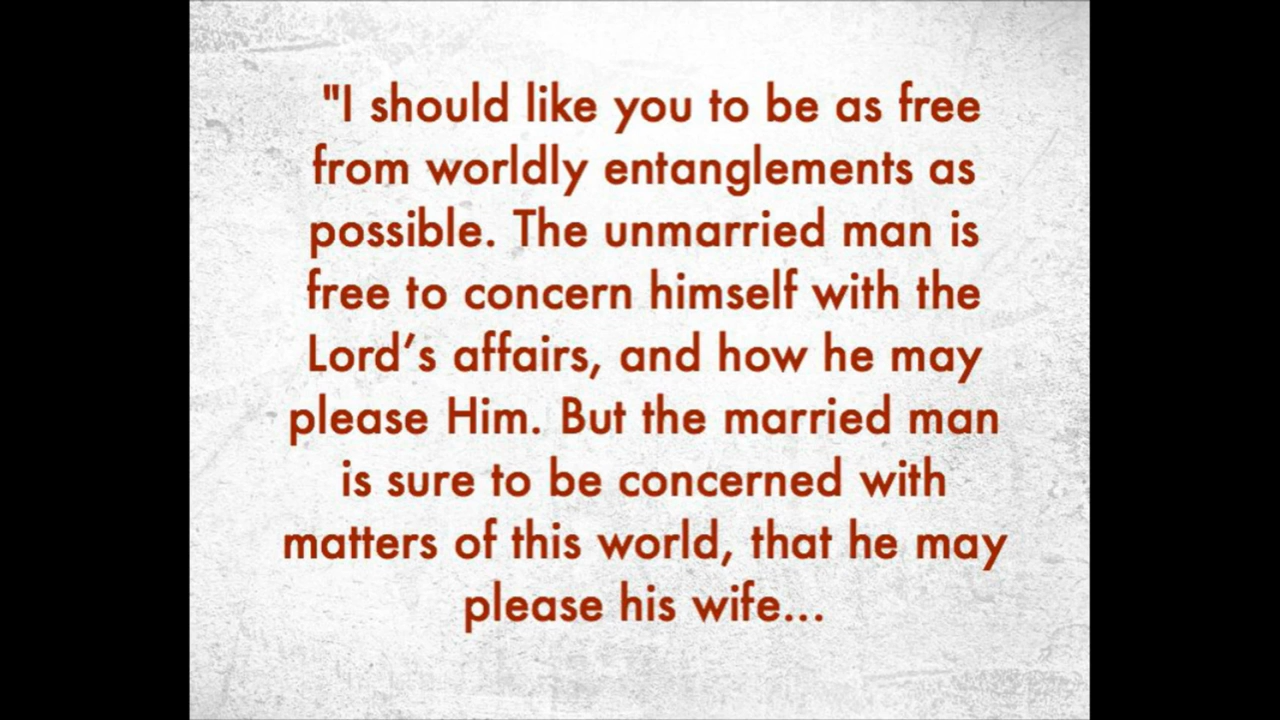 "I should like you to be as free
from worldly entanglements as
possible. The unmarried man is
free to concern himself with the
Lord’s affairs, and how he may
please Him. But the married man
is sure to be concerned with
matters of this world, that he may
please his wife...